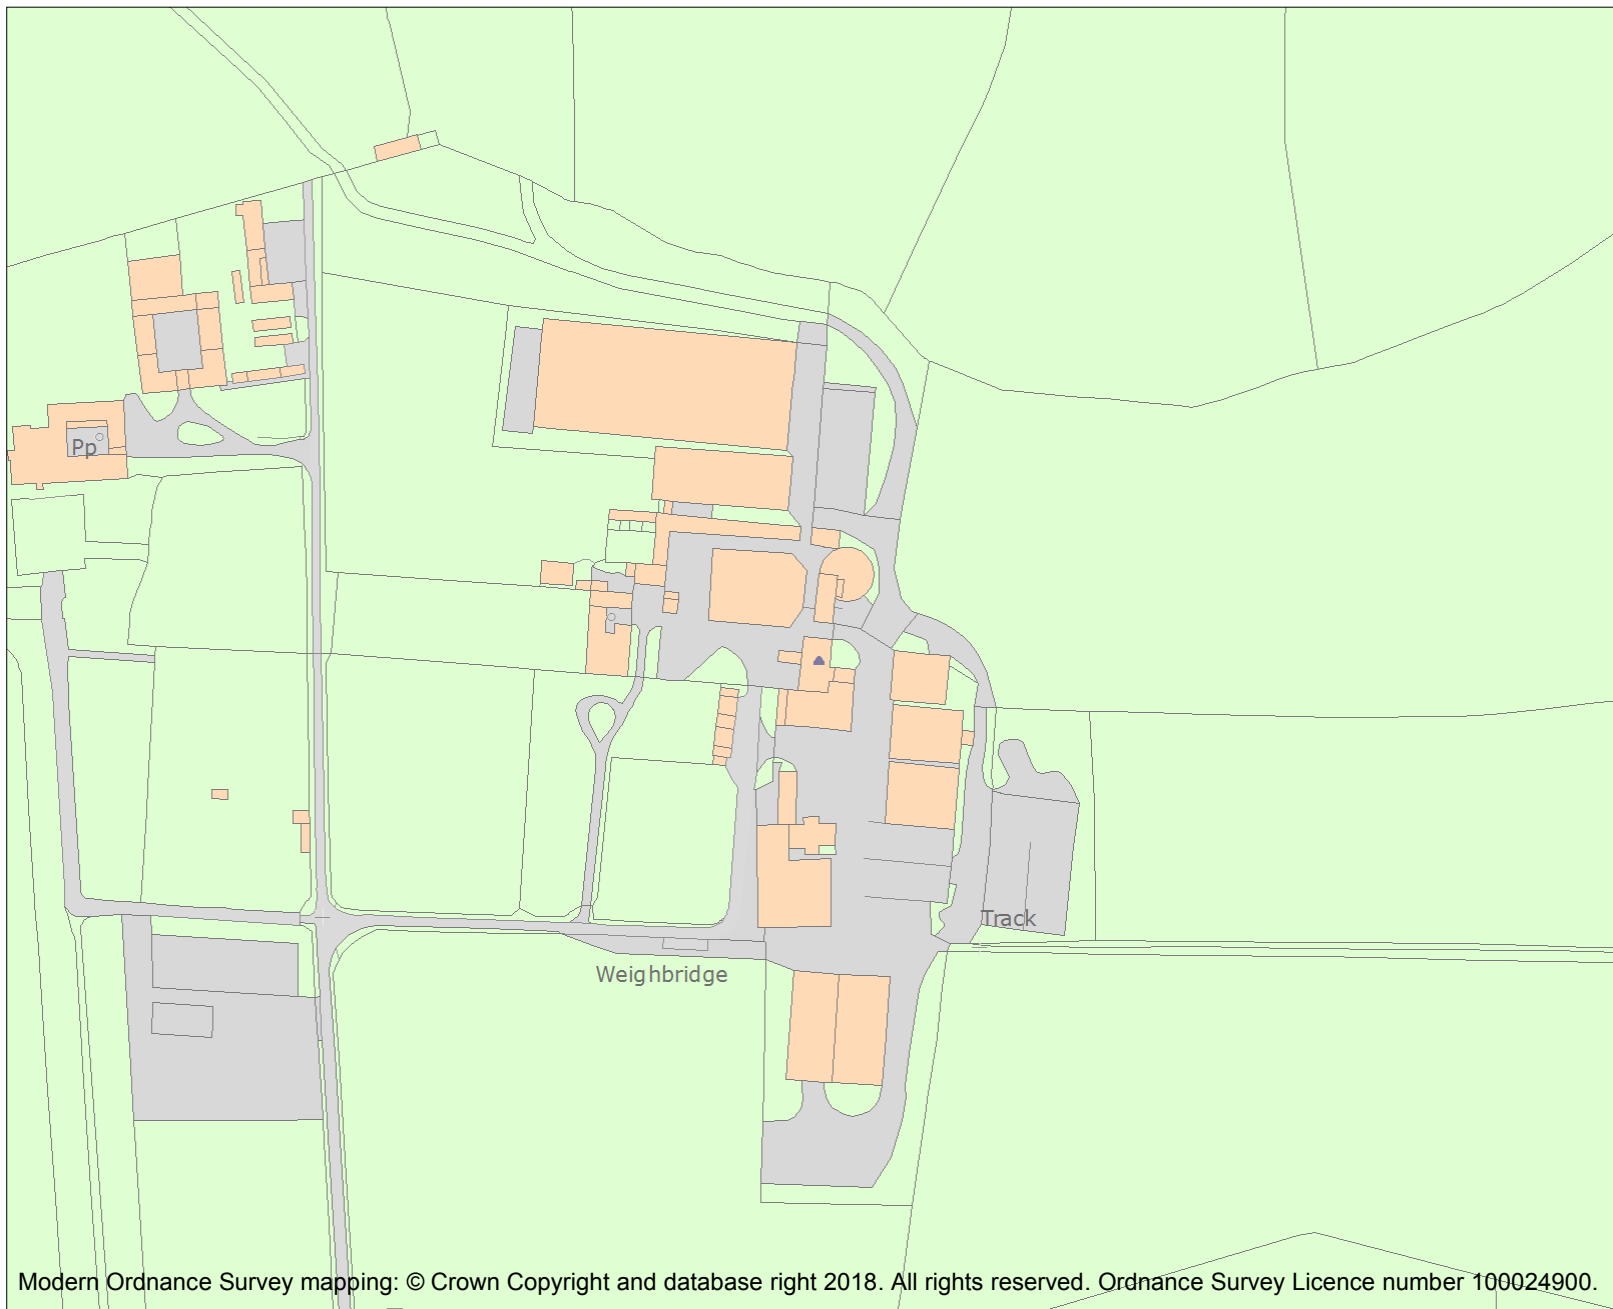 Pp
Track
Weighbridge
Modern Ordnance Survey mapping: © Crown Copyright and database right 2018. All rights reserved. Ordnance Survey Licence number 100024900.